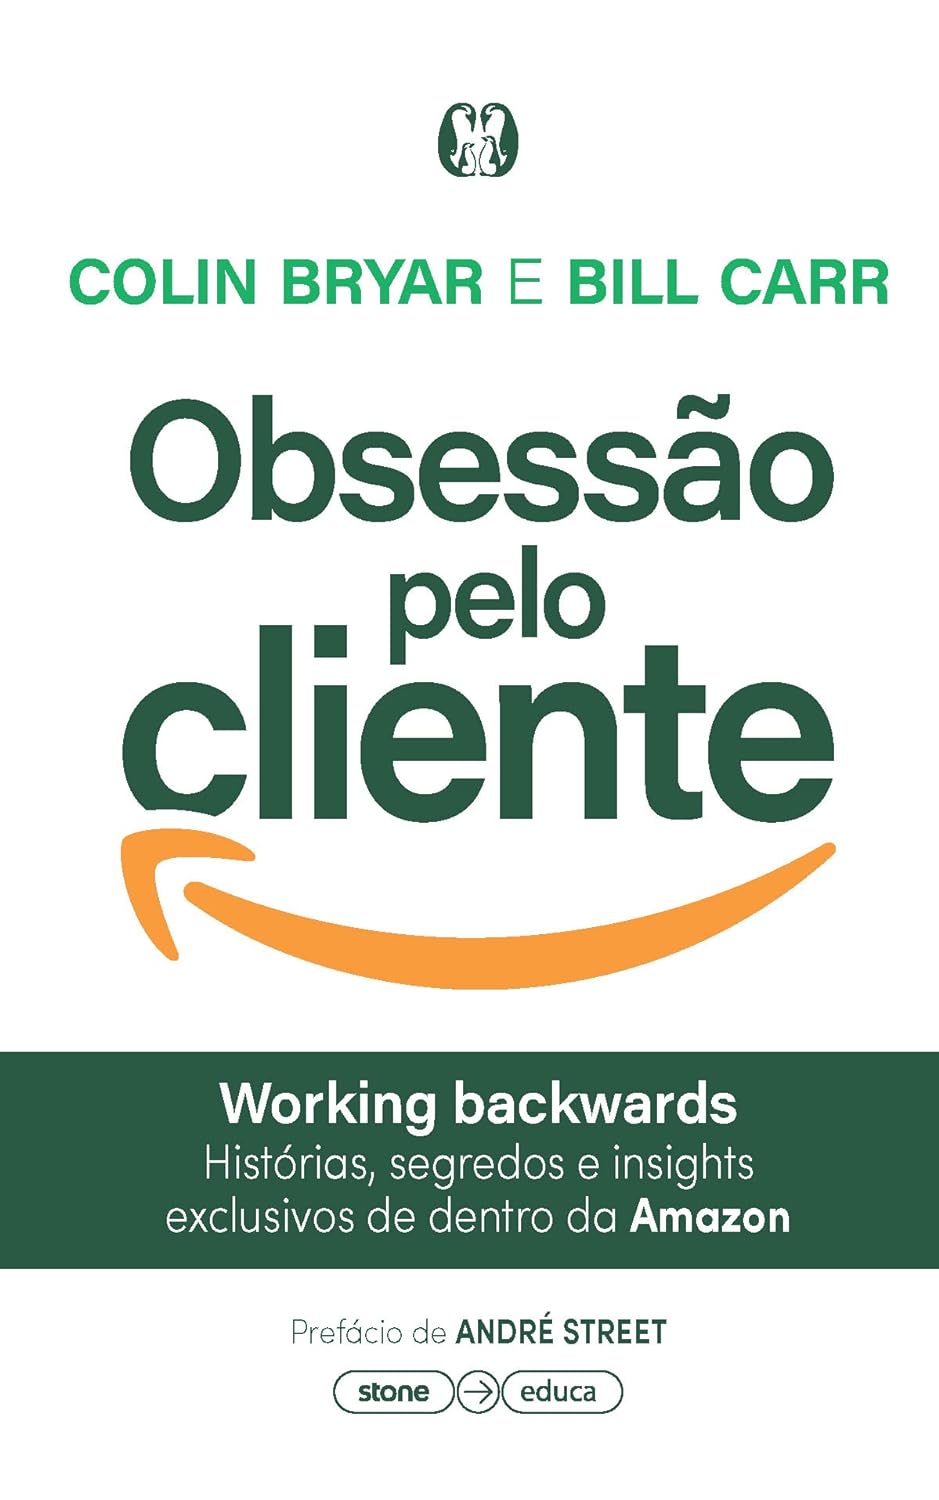 COLIN BRYAR E BILL CARR
Obsessão
pelo
cliente
Working backwards
Histórias, segredos e insights
exclusivos de dentro da Amazon
Prefácio de ANDRÉ STREET
stone educa